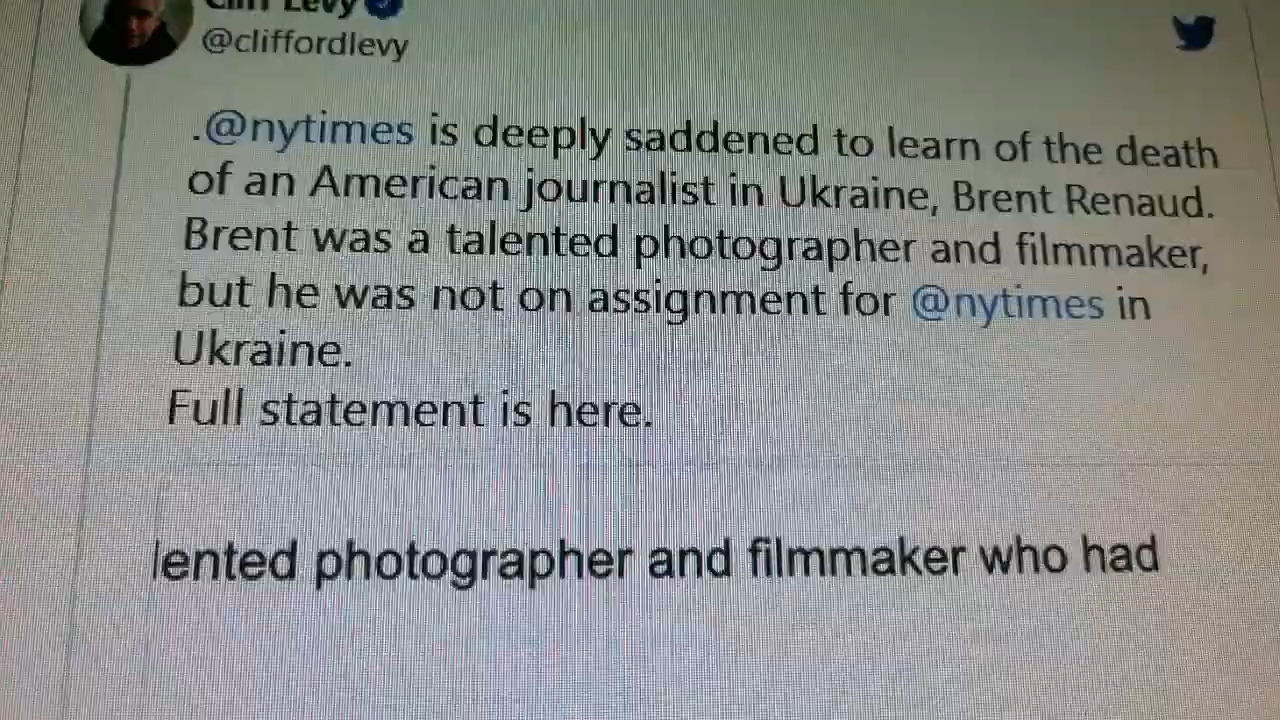 Cliff Levy
@cliffordlevy
.@nytimes is deeply saddened to learn of the death
of an American journalist in Ukraine, Brent Renaud.
Brent was a talented photographer and filmmaker,
but he was not on assignment for @nytimes in
Ukraine.
Full statement is here.
lented photographer and filmmaker who had